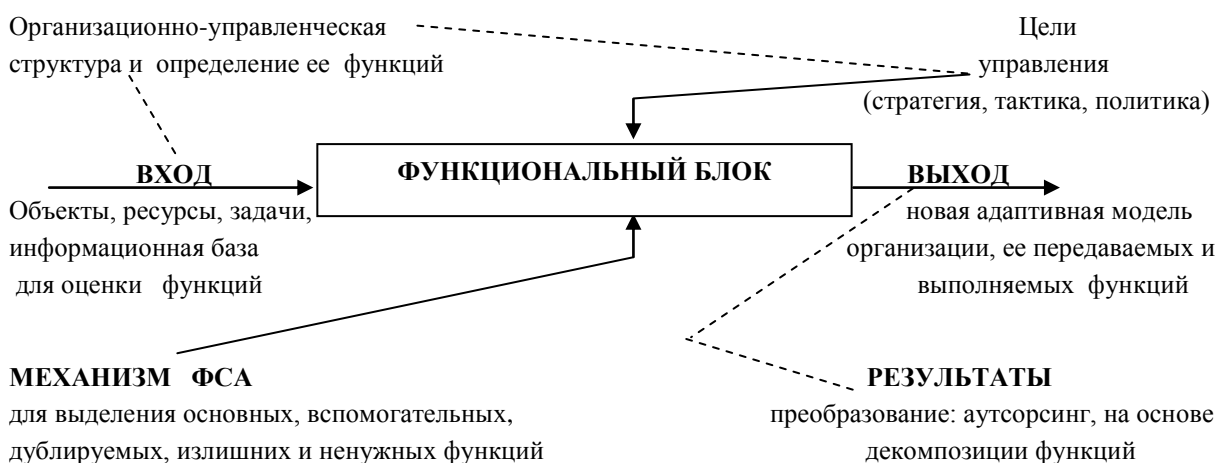 Организационно-управленческая
структура и определение ее функций
Цели
управления
(стратегия, тактика, политика)
ВХОД
Объекты, ресурсы, задачи,
информационная база
для оценки функций
ФУНКЦИОНАЛЬНЫЙ БЛОК
ВЫХОД
новая адаптивная модель
организации, ее передаваемых и
выполняемых функций
МЕХАНИЗМ ФСА
для выделения основных, вспомогательных,
дублируемых, излишних и ненужных функций
РЕЗУЛЬТАТЫ
преобразование: аутсорсинг, на основе
декомпозиции функций